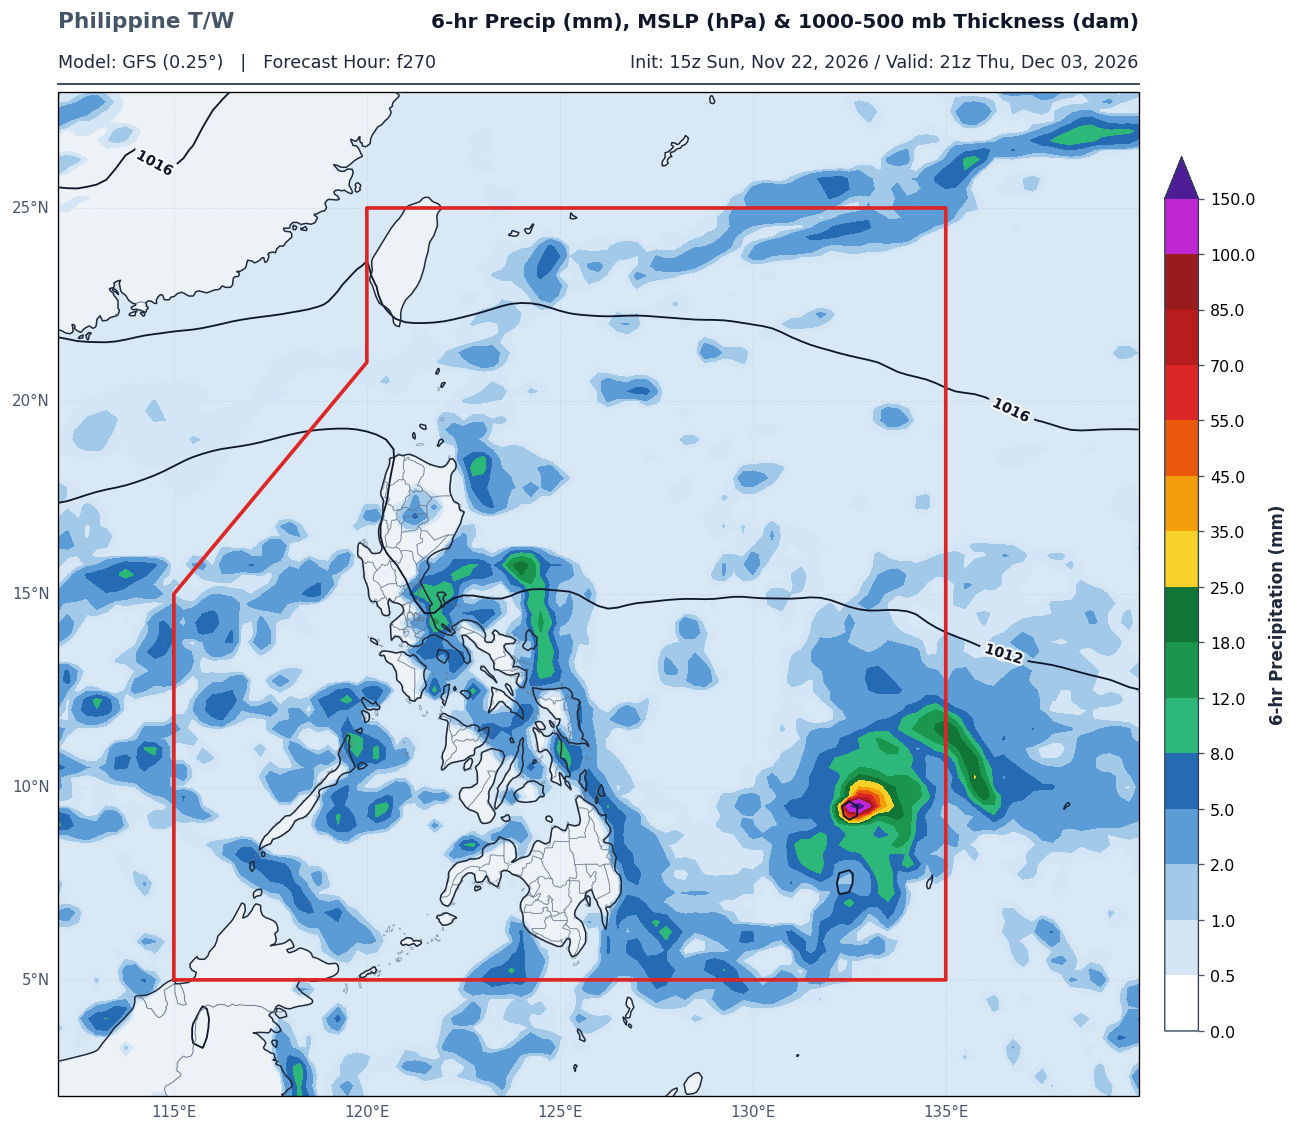 Philippine T/W
6-hr Precip (mm), MSLP (hPa) & 1000-500 mb Thickness (dam)
Model: GFS (0.25°) | Forecast Hour: f270
Init: 15z Sun, Nov 22, 2026 / Valid: 21z Thu, Dec 03, 2026
1016
1016
1012
25°N
20°N
15°N
10°N
5°N
115°E
120°E
125°E
130°E
135°E
150.0
100.0
85.0
70.0
55.0
45.0
35.0
25.0
18.0
12.0
8.0
5.0
2.0
1.0
0.5
0.0
6-hr Precipitation (mm)